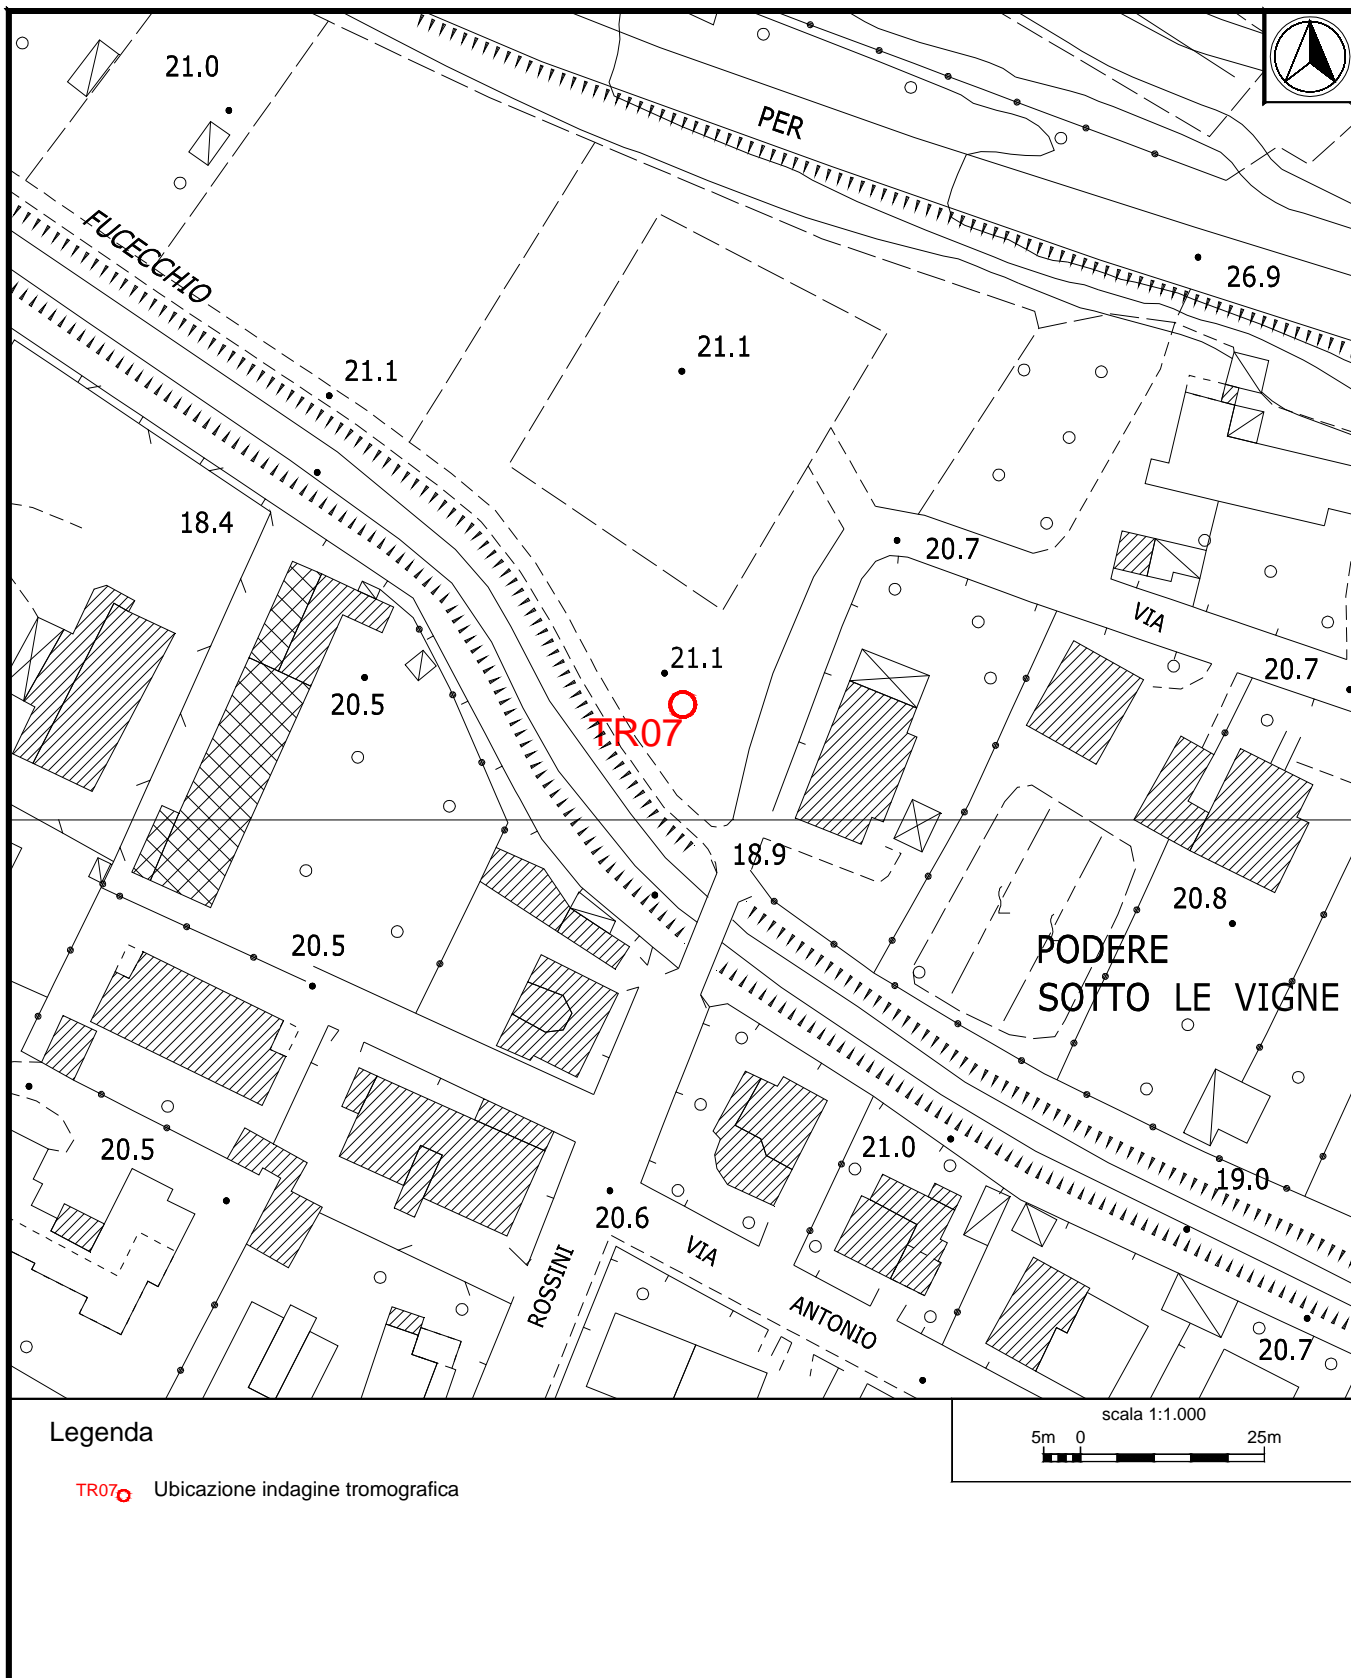 21.0
PER
FUCECCHIO
26.9
21.1
21.1
18.4
20.7
VIA
21.1
20.7
20.5
TR07
18.9
20.8
20.5
PODERE
SOTTO LE VIGNE
20.5
21.0
19.0
20.6
VIA
ROSSINI
ANTONIO
20.7
Legenda
TR07 Ubicazione indagine tromografica
scala 1:1.000
5m 0 25m